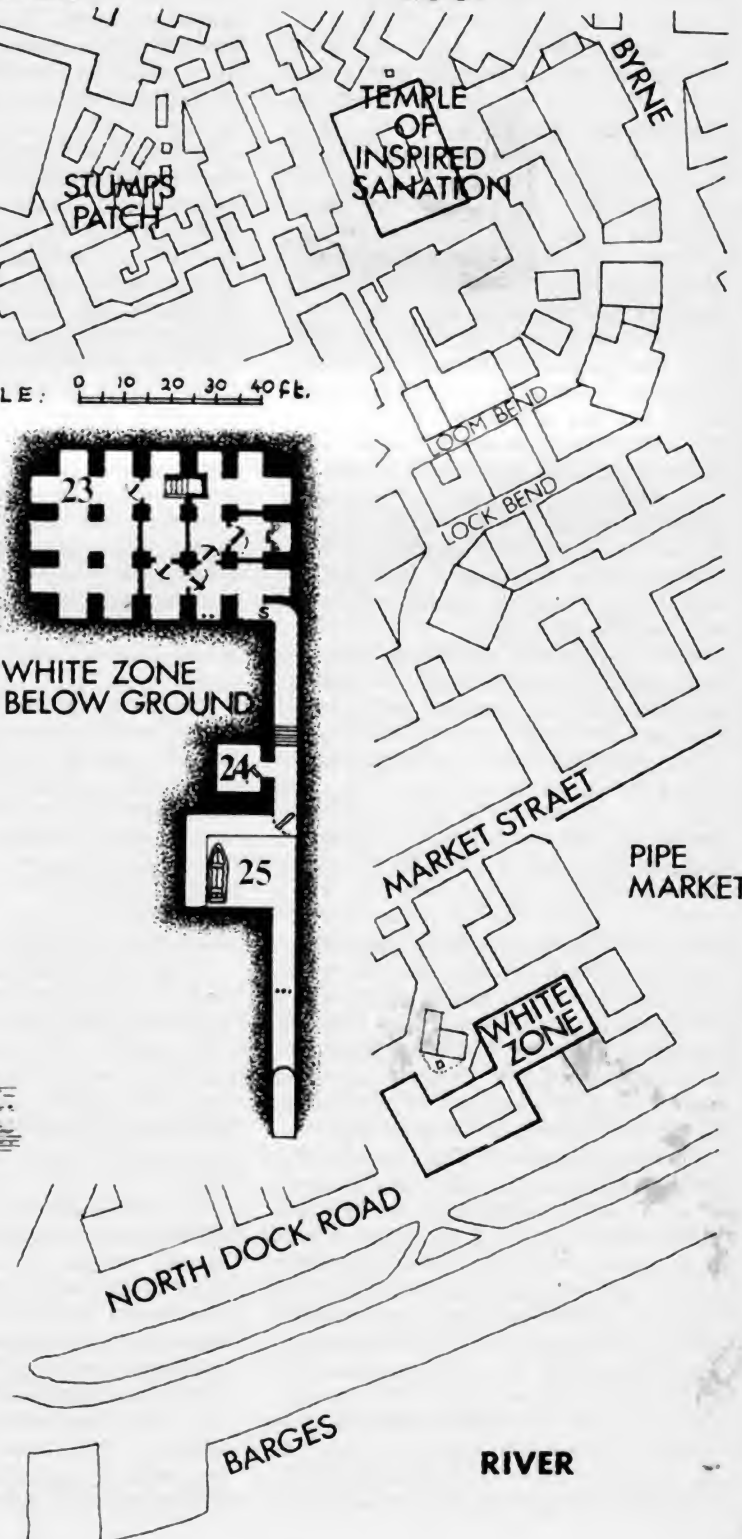 BYRNE
TEMPLE
OF
INSPIRED
SANATION
STUMPS
PATCH
LE: 0 10 20 30 40 ft.
LOOM BEND
LOCK BEND
23
S
WHITE ZONE
BELOW GROUND
24
25
MARKET STRAET
PIPE
MARKET
WHITE
ZONE
NORTH DOCK ROAD
BARGES
RIVER